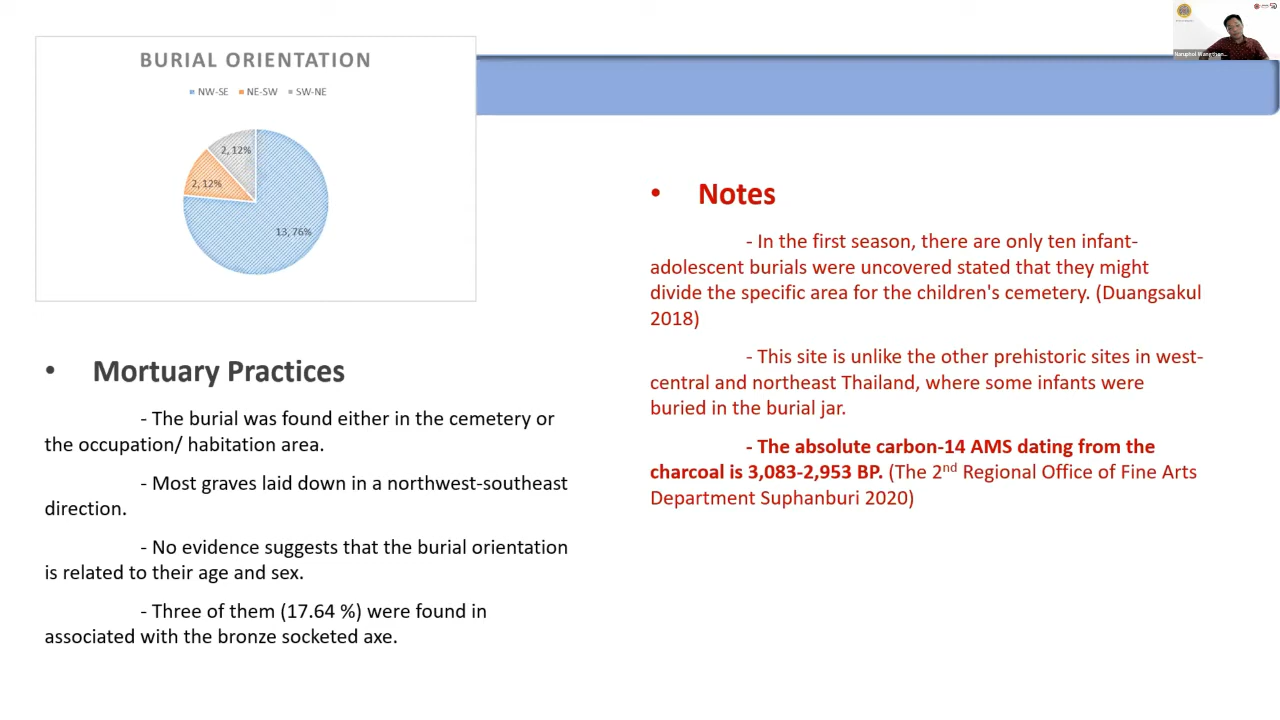 BURIAL ORIENTATION
NW-SE NE-SW SW-NE
2, 12%
2, 12%
13, 76%
• Mortuary Practices
- The burial was found either in the cemetery or
the occupation/ habitation area.
- Most graves laid down in a northwest-southeast
direction.
- No evidence suggests that the burial orientation
is related to their age and sex.
- Three of them (17.64 %) were found in
associated with the bronze socketed axe.
• Notes
- In the first season, there are only ten infant-
adolescent burials were uncovered stated that they might
divide the specific area for the children's cemetery. (Duangsakul
2018)
- This site is unlike the other prehistoric sites in west-
central and northeast Thailand, where some infants were
buried in the burial jar.
- The absolute carbon-14 AMS dating from the
charcoal is 3,083-2,953 BP. (The 2nd Regional Office of Fine Arts
Department Suphanburi 2020)